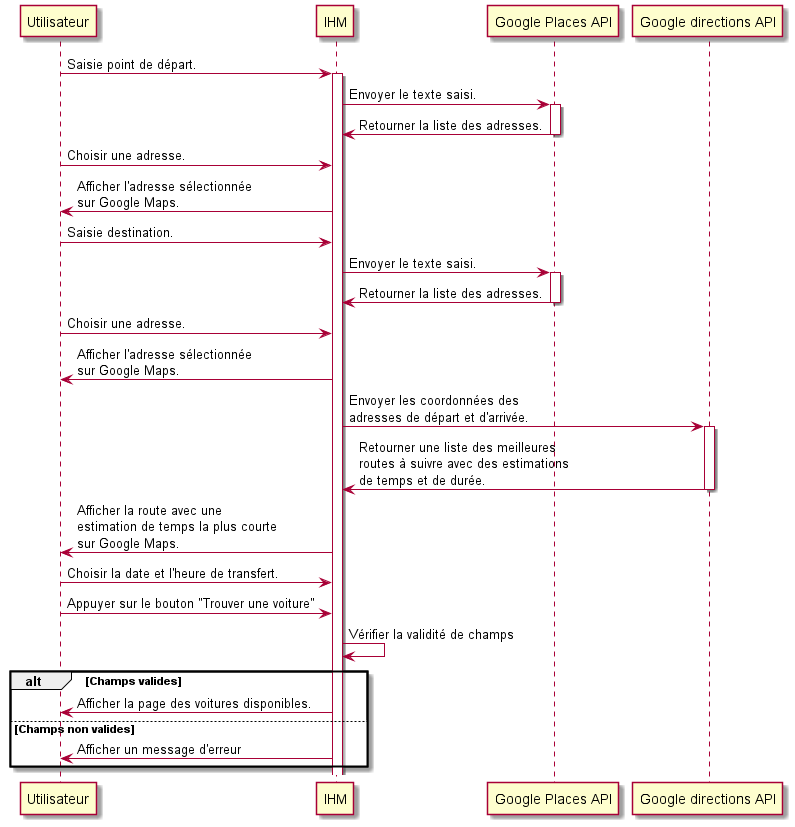 Utilisateur
IHM
Google Places API
Google directions API
Saisie point de départ.
Envoyer le texte saisi.
Retourner la liste des adresses.
Choisir une adresse.
Afficher l'adresse sélectionnée
sur Google Maps.
Saisie destination.
Envoyer le texte saisi.
Retourner la liste des adresses.
Choisir une adresse.
Afficher l'adresse sélectionnée
sur Google Maps.
Envoyer les coordonnées des
adresses de départ et d'arrivée.
Retourner une liste des meilleures
routes à suivre avec des estimations
de temps et de durée.
Afficher la route avec une
estimation de temps la plus courte
sur Google Maps.
Choisir la date et l'heure de transfert.
Appuyer sur le bouton "Trouver une voiture"
Vérifier la validité de champs
alt
[Champs valides]
Afficher la page des voitures disponibles.
[Champs non valides]
Afficher un message d'erreur
Utilisateur
IHM
Google Places API
Google directions API